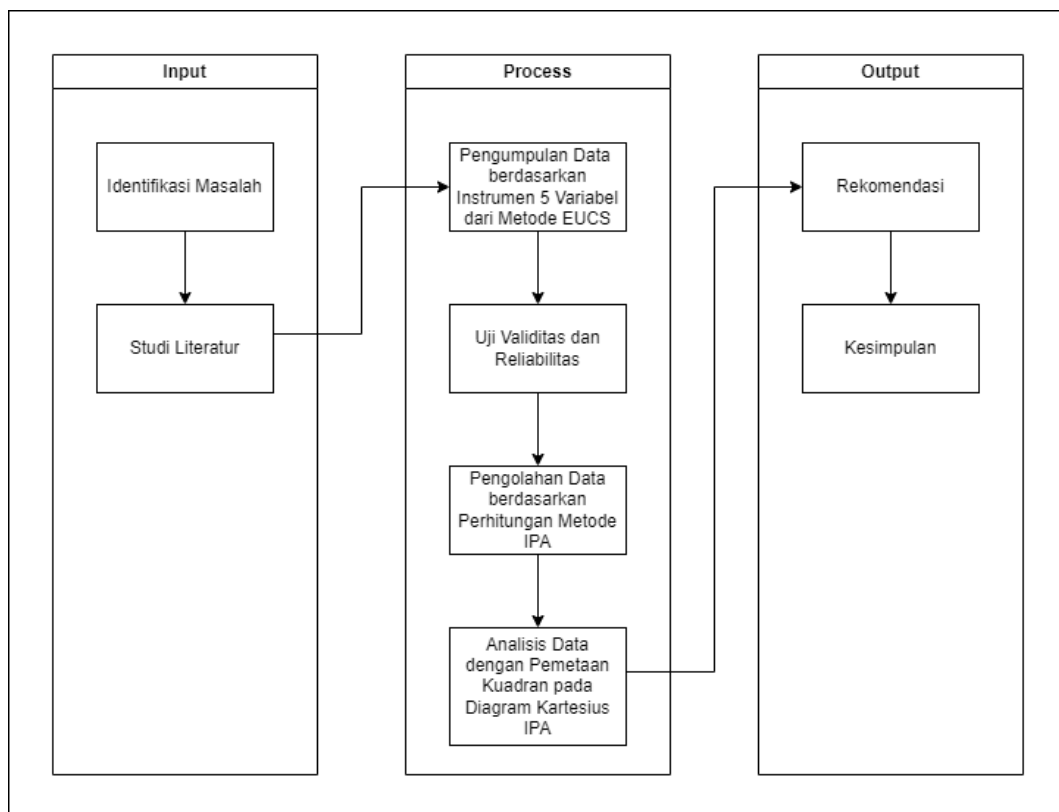 Input
Identifikasi Masalah
Studi Literatur
Process
Pengumpulan Data
berdasarkan
Instrumen 5 Variabel
dari Metode EUCS
Uji Validitas dan
Reliabilitas
Pengolahan Data
berdasarkan
Perhitungan Metode
IPA
Analisis Data
dengan Pemetaan
Kuadran pada
Diagram Kartesius
IPA
Output
Rekomendasi
Kesimpulan